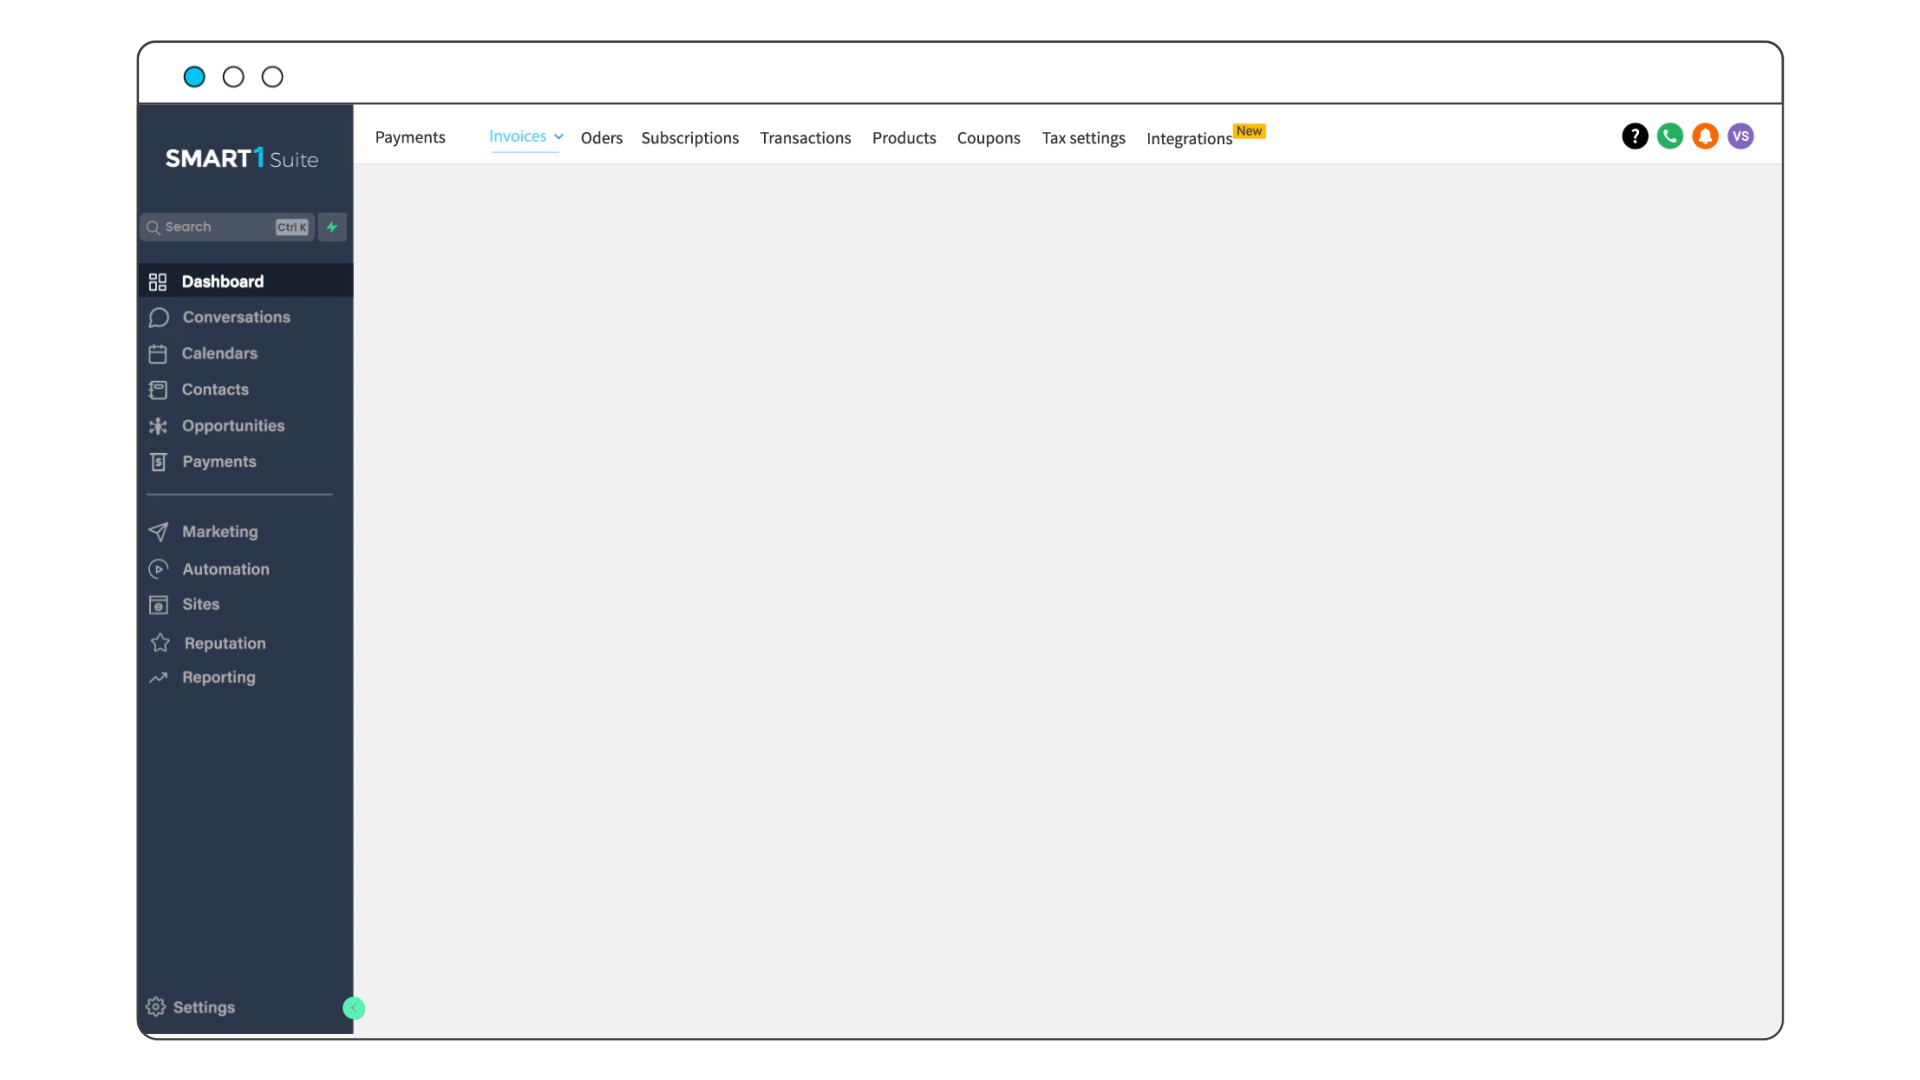 Payments Invoices Oders Subscriptions Transactions Products Coupons Tax settings Integrations New
? VS
SMART1 Suite
Search Ctrl K
Dashboard
Conversations
Calendars
Contacts
Opportunities
Payments
Marketing
Automation
Sites
Reputation
Reporting
Settings